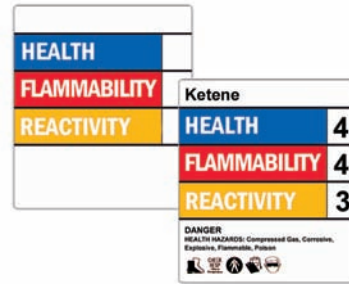 HEALTH
FLAMMABILITY
REACTIVITY
Ketene
HEALTH 4
FLAMMABILITY 4
REACTIVITY 3
DANGER
HEALTH HAZARDS: Compressed Gas, Corrosive,
Explosive, Flammable, Poison